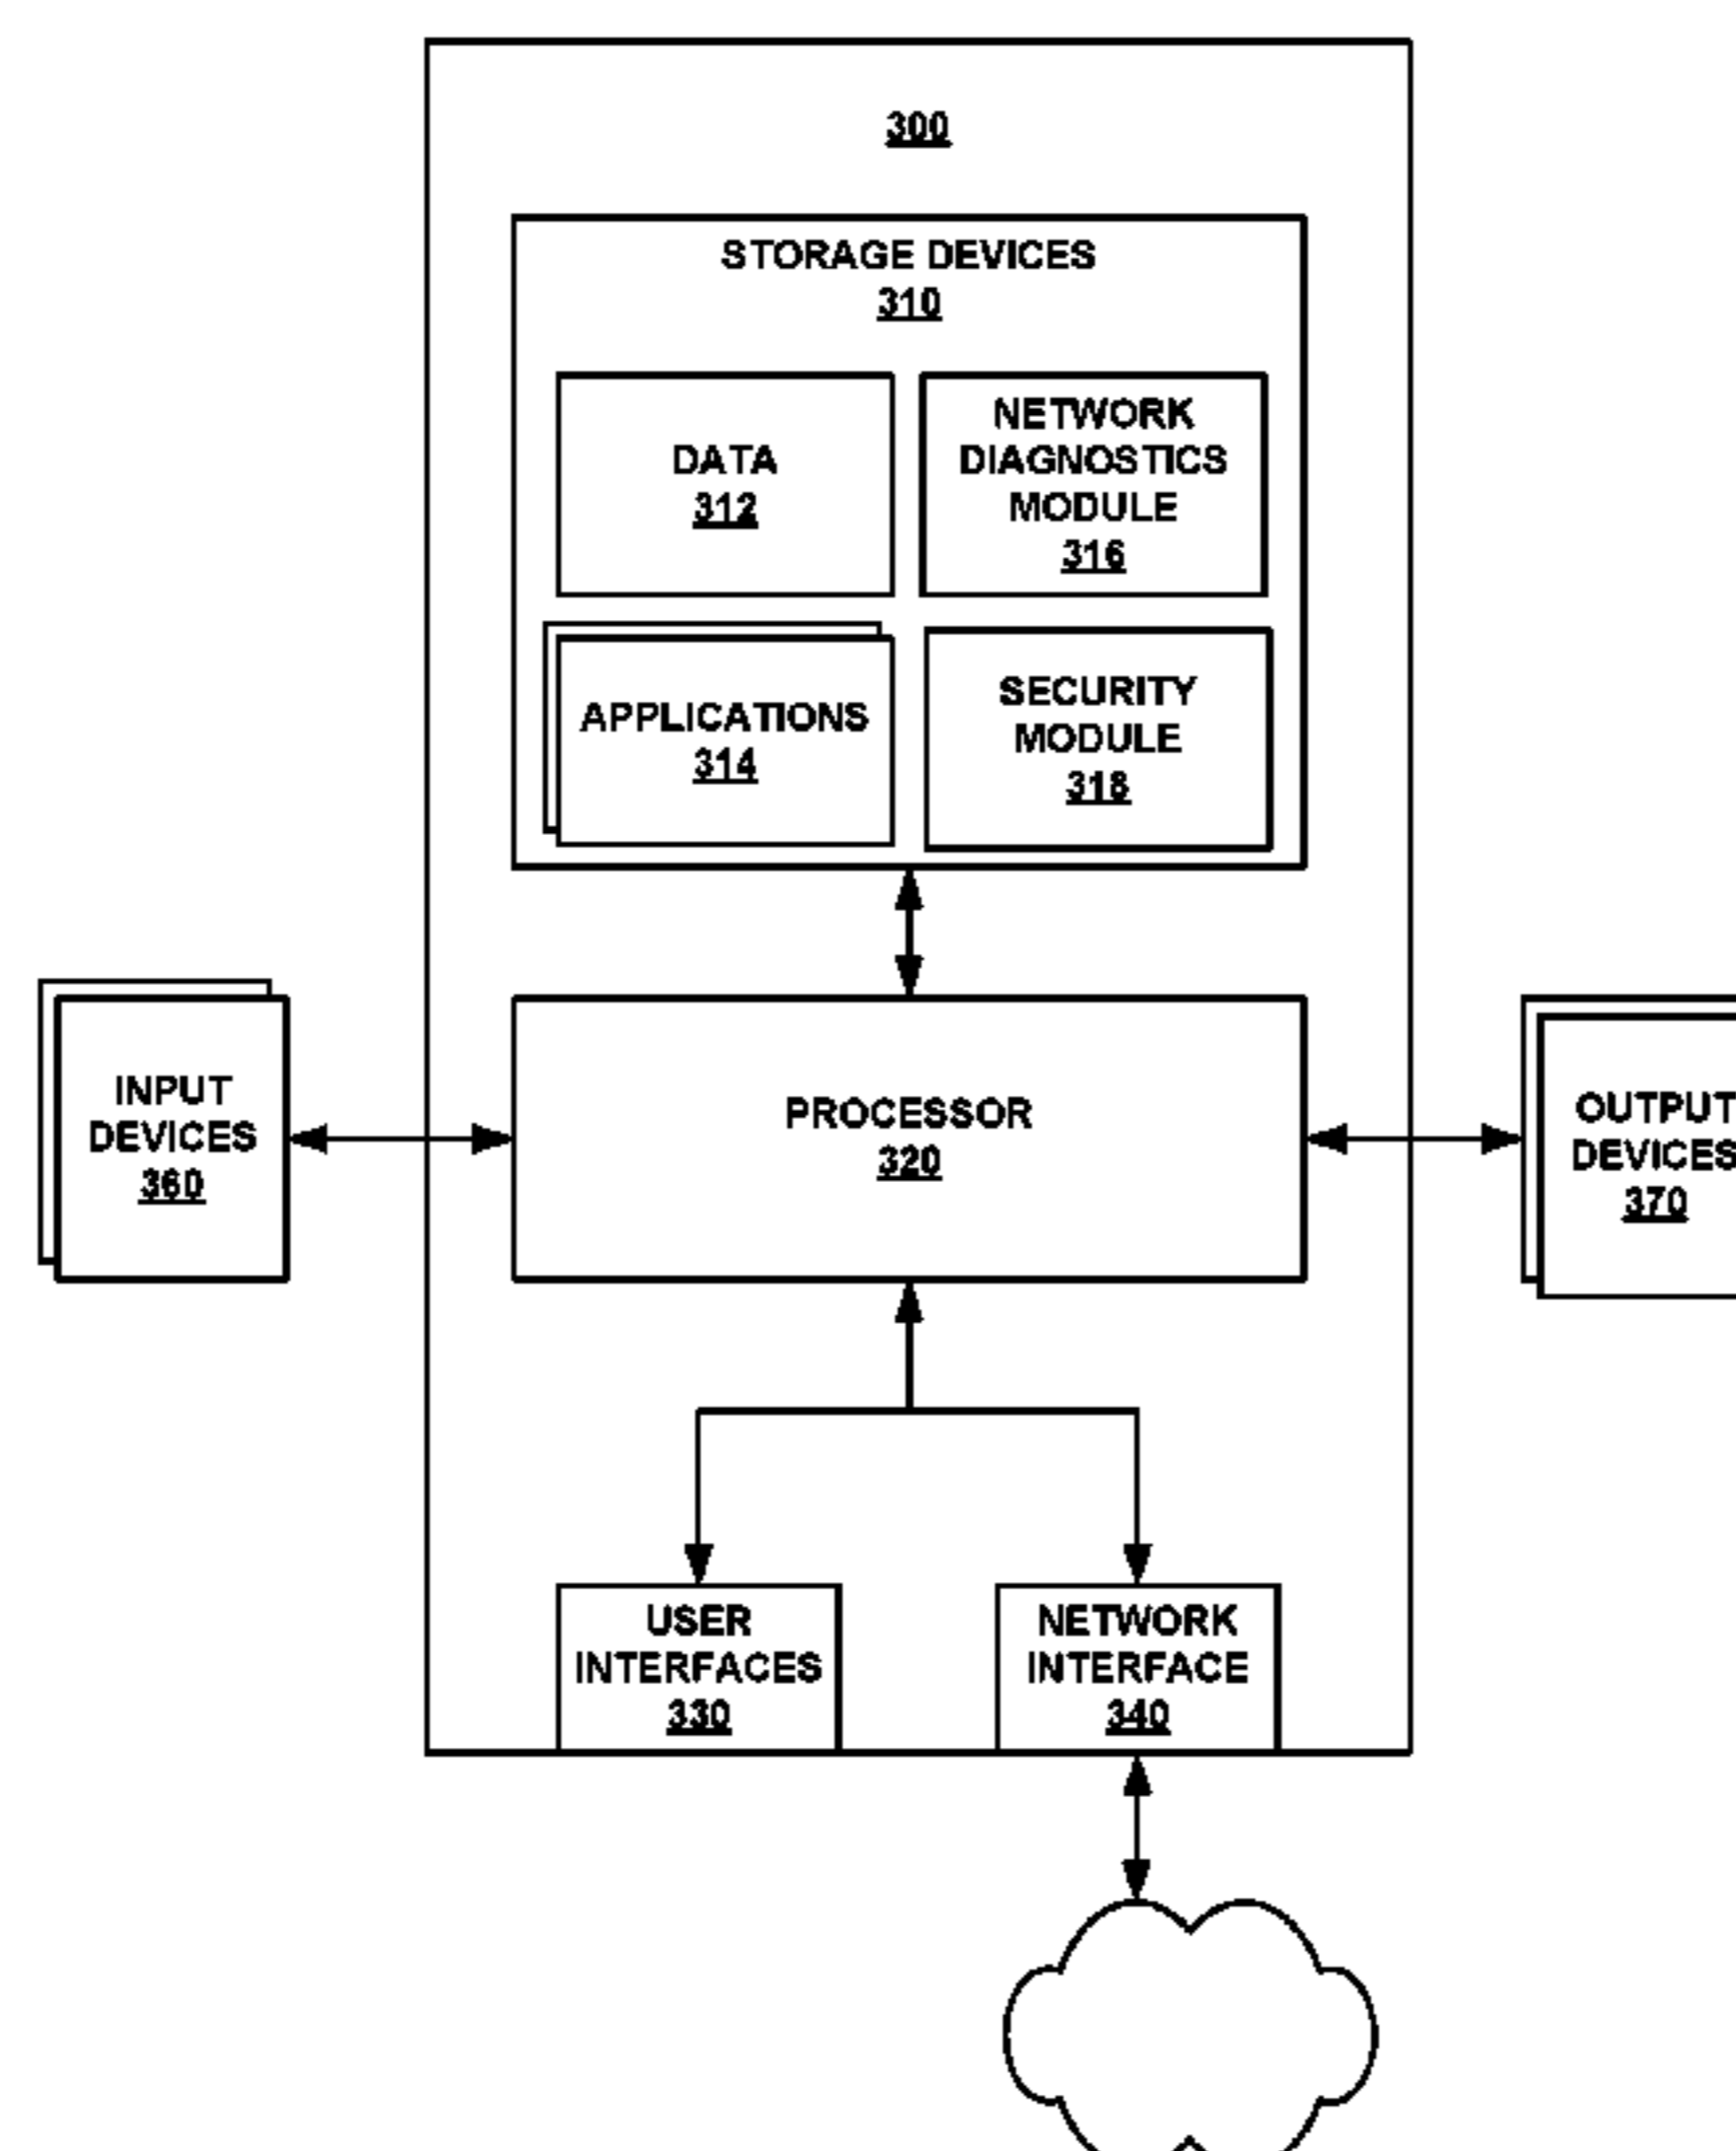 300
STORAGE DEVICES
310
DATA
312
NETWORK
DIAGNOSTICS
MODULE
316
APPLICATIONS
314
SECURITY
MODULE
318
INPUT
DEVICES
360
PROCESSOR
320
OUTPUT
DEVICES
370
USER
INTERFACES
330
NETWORK
INTERFACE
340